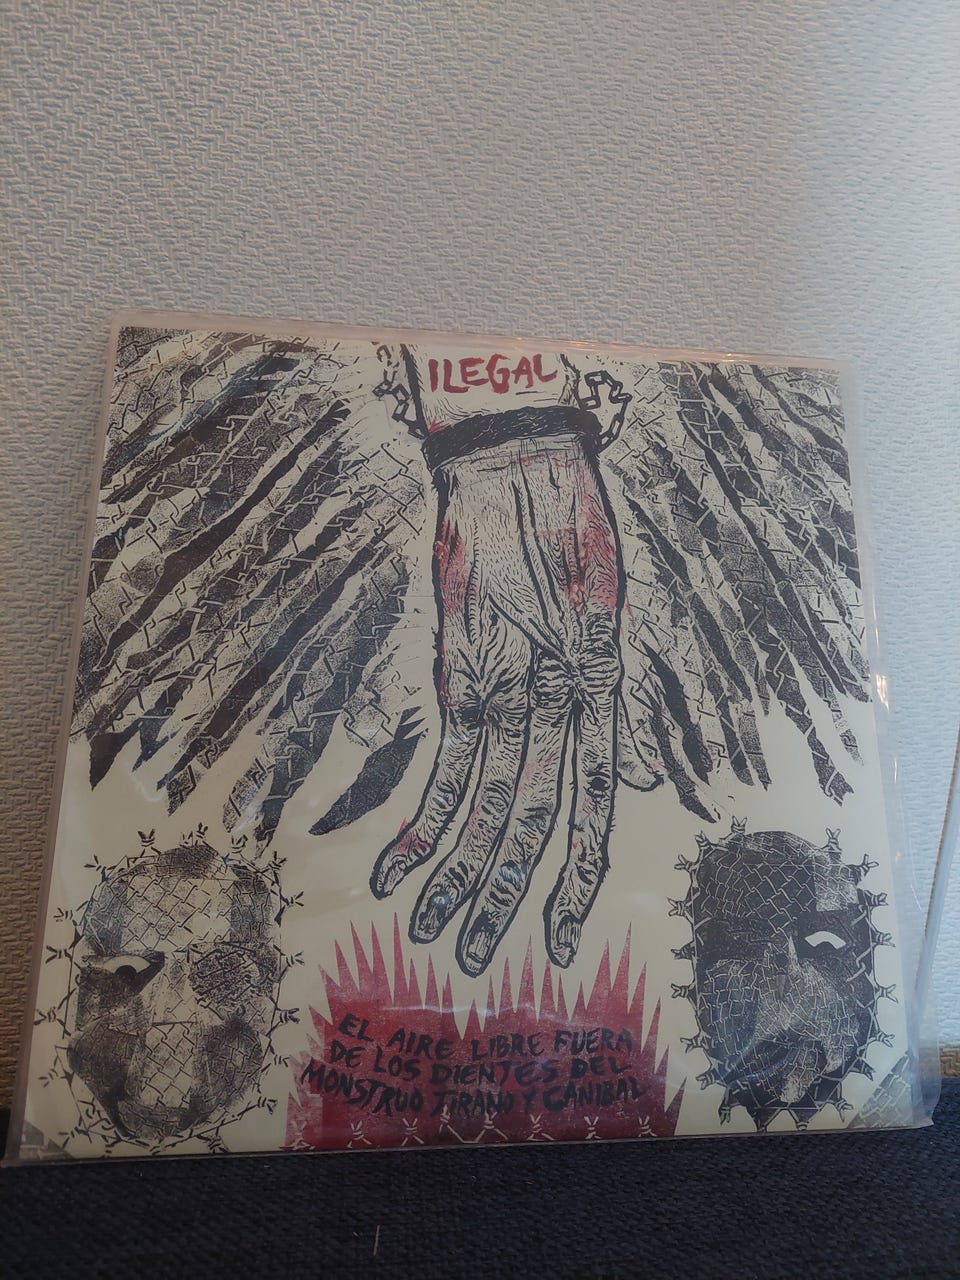 ILEGAL
EL AIRE LIBRE FUERA
DE LOS DIENTES DEL
MONSTRUO TIRANO Y CANIBAL